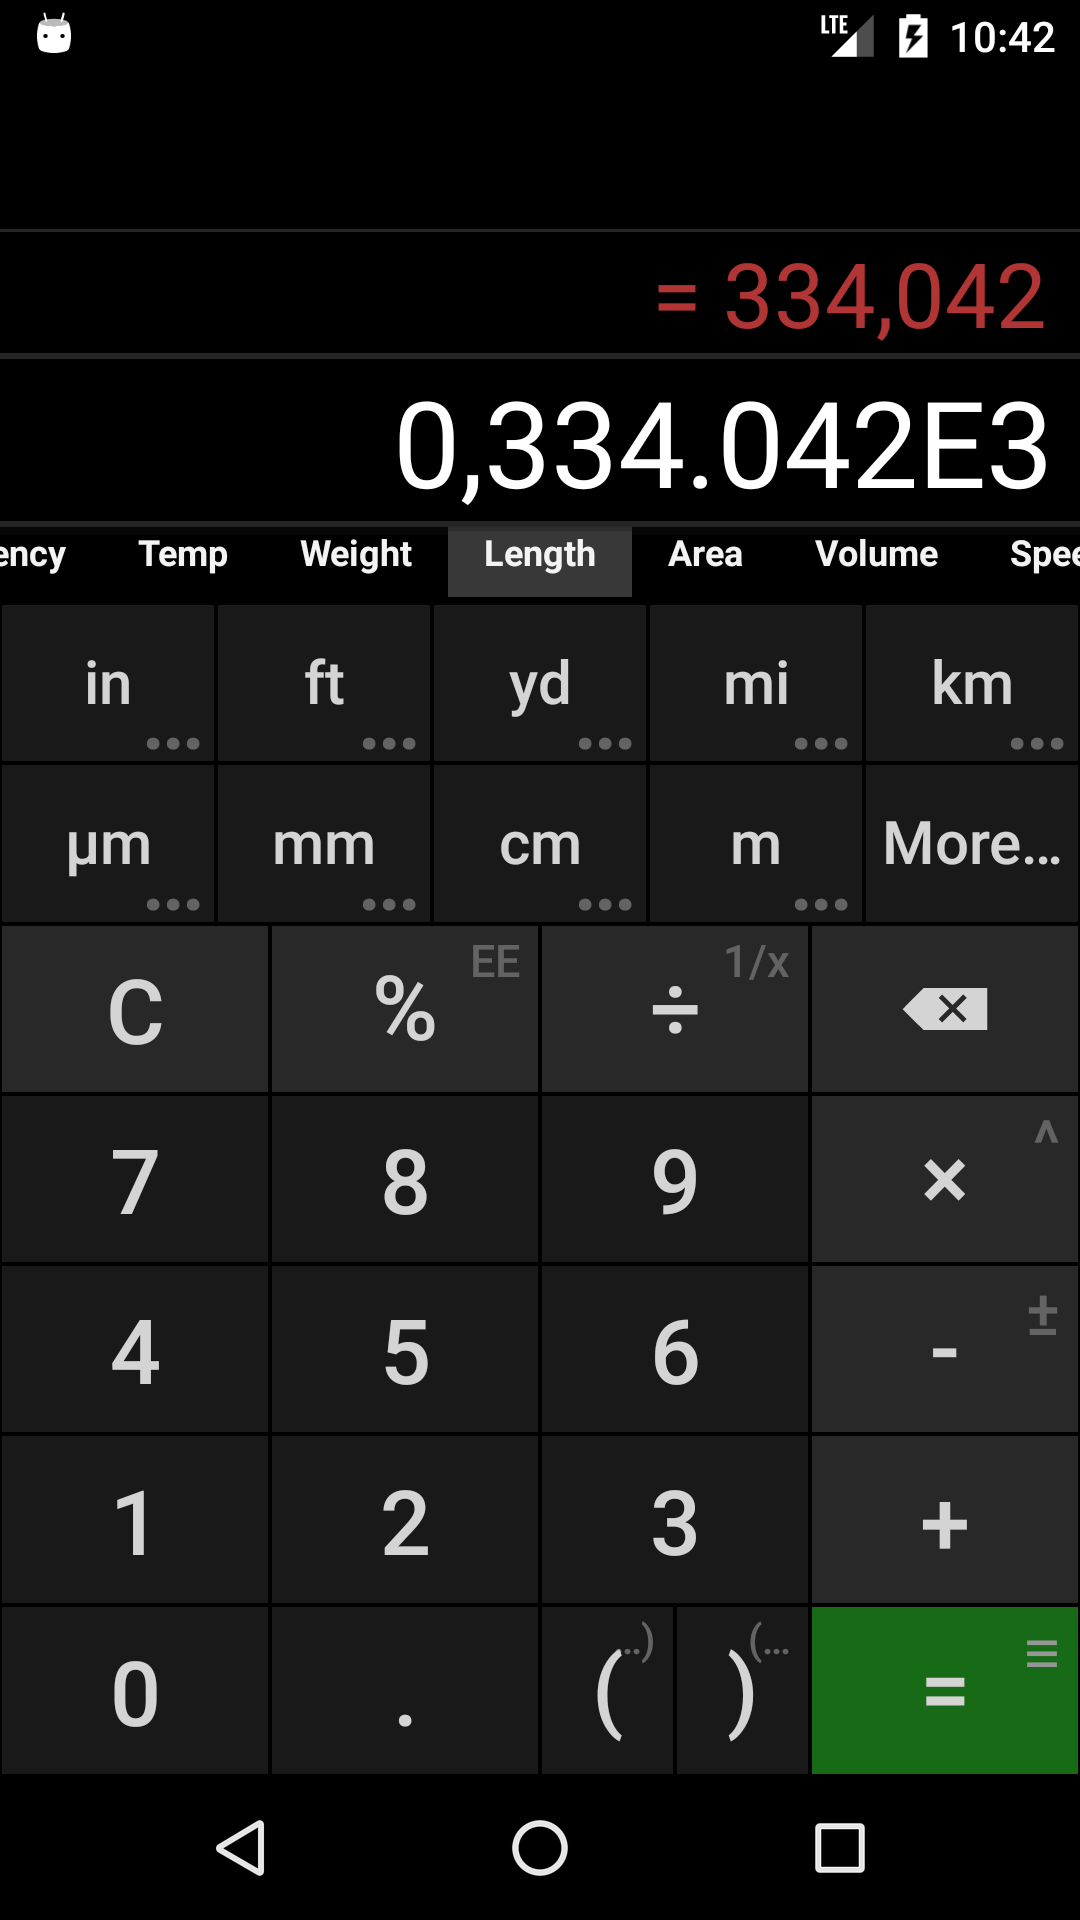 LTE 10:42
= 334,042
0,334.042E3
ency Temp Weight Length Area Volume Spee
in ft yd mi km
µm mm cm m More...
C % EE ÷ 1/x
7 8 9 × ^
4 5 6 - ±
1 2 3 +
0 . ( ..) ) (... =